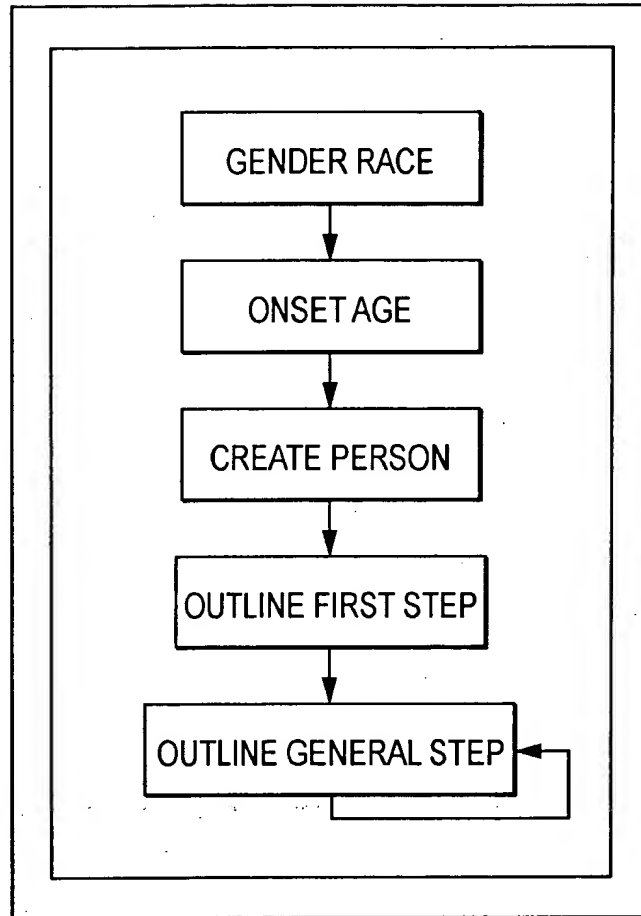 GENDER RACE
ONSET AGE
CREATE PERSON
OUTLINE FIRST STEP
OUTLINE GENERAL STEP